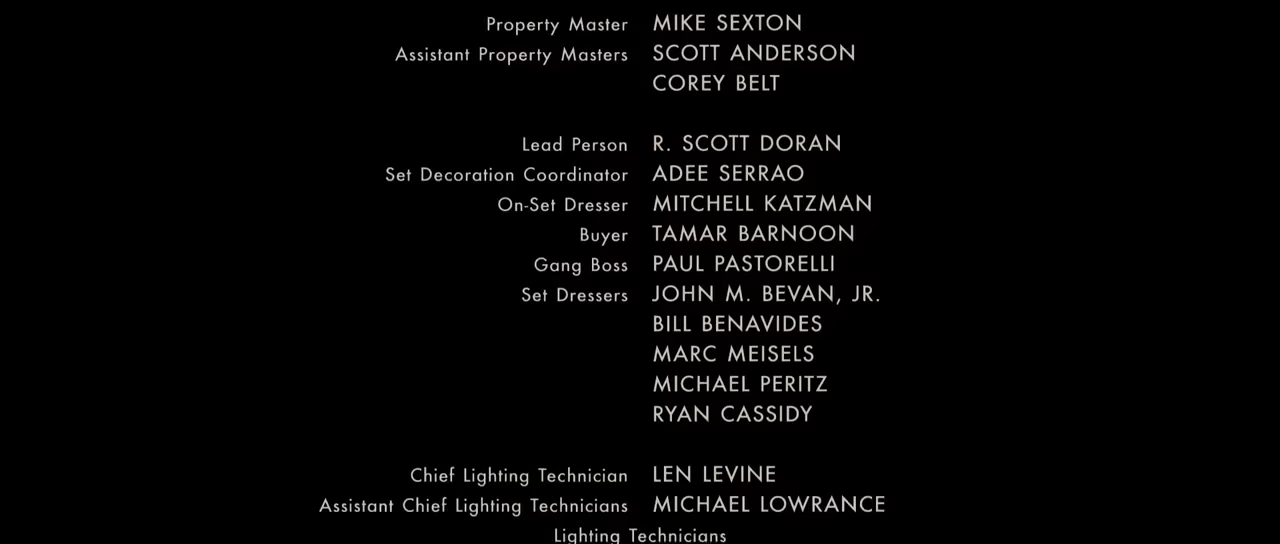 Property Master MIKE SEXTON
Assistant Property Masters SCOTT ANDERSON
COREY BELT
Lead Person R. SCOTT DORAN
Set Decoration Coordinator ADEE SERRAO
On-Set Dresser MITCHELL KATZMAN
Buyer TAMAR BARNOON
Gang Boss PAUL PASTORELLI
Set Dressers JOHN M. BEVAN, JR.
BILL BENAVIDES
MARC MEISELS
MICHAEL PERITZ
RYAN CASSIDY
Chief Lighting Technician LEN LEVINE
Assistant Chief Lighting Technicians MICHAEL LOWRANCE
Lighting Technicians